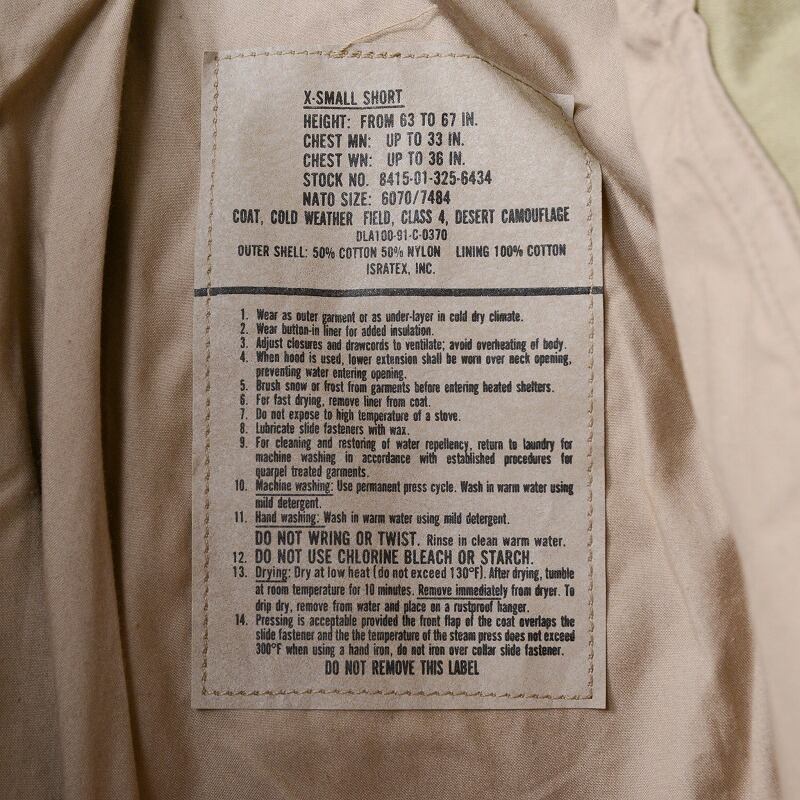 X-SMALL SHORT
HEIGHT: FROM 63 TO 67 IN.
CHEST MN: UP TO 33 IN.
CHEST WN: UP TO 36 IN.
STOCK NO. 8415-01-325-6434
NATO SIZE: 6070/7484
COAT, COLD WEATHER FIELD, CLASS 4, DESERT CAMOUFLAGE
DLA100-91-C-0370
OUTER SHELL: 50% COTTON 50% NYLON LINING 100% COTTON
ISRATEX, INC.
1. Wear as outer garment or as under-layer in cold dry climate.
2. Wear button-in liner for added insulation.
3. Adjust closures and drawcords to ventilate; avoid overheating of body.
4. When hood is used, lower extension shall be worn over neck opening,
preventing water entering opening.
5. Brush snow or frost from garments before entering heated shelters.
6. For fast drying, remove liner from coat.
7. Do not expose to high temperature of a stove.
8. Lubricate slide fasteners with wax.
9. For cleaning and restoring of water repellency, return to laundry for
machine washing in accordance with established procedures for
quarpel treated garments.
10. Machine washing: Use permanent press cycle. Wash in warm water using
mild detergent.
11. Hand washing: Wash in warm water using mild detergent.
DO NOT WRING OR TWIST. Rinse in clean warm water.
12. DO NOT USE CHLORINE BLEACH OR STARCH.
13. Drying: Dry at low heat (do not exceed 130°F). After drying, tumble
at room temperature for 10 minutes. Remove immediately from dryer. To
drip dry, remove from water and place on a rustproof hanger.
14. Pressing is acceptable provided the front flap of the coat overlaps the
slide fastener and the the temperature of the steam press does not exceed
300°F when using a hand iron, do not iron over collar slide fastener.
DO NOT REMOVE THIS LABEL